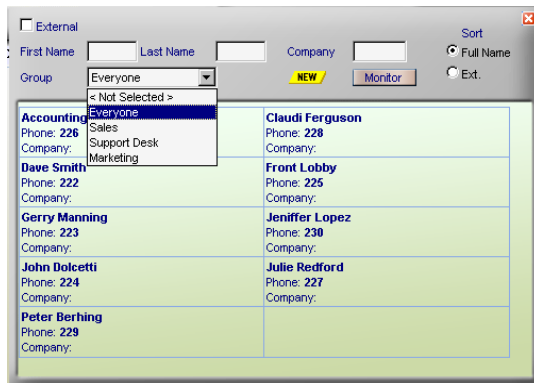 External
Sort
First Name Last Name Company Full Name
Group Everyone NEW Monitor Ext.
< Not Selected >
Everyone
Sales
Support Desk
Marketing
Accounting Claudi Ferguson
Phone: 226 Phone: 228
Company: Company:
Dave Smith Front Lobby
Phone: 222 Phone: 225
Company: Company:
Gerry Manning Jeniffer Lopez
Phone: 223 Phone: 230
Company: Company:
John Dolcetti Julie Redford
Phone: 224 Phone: 227
Company: Company:
Peter Berhing
Phone: 229
Company: